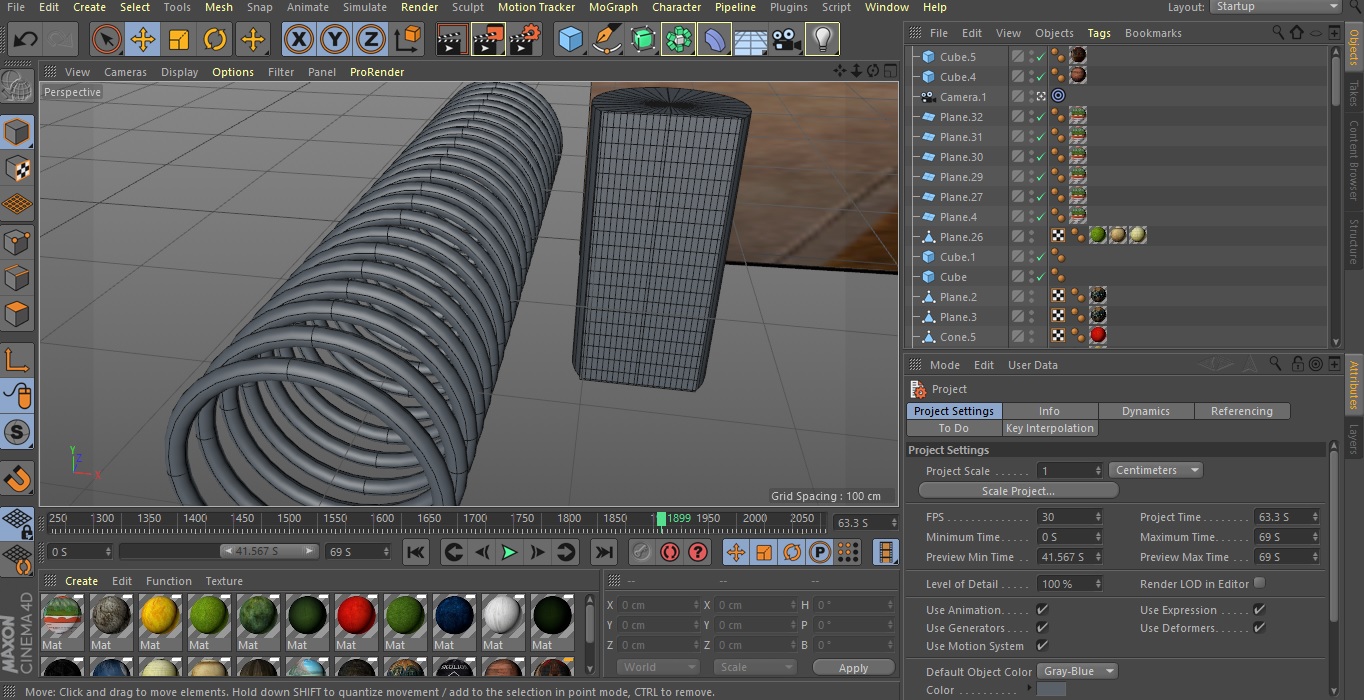 File Edit Create Select Tools Mesh Snap Animate Simulate Render Sculpt Motion Tracker MoGraph Character Pipeline Plugins Script Window Help Layout: Startup
X Y Z
File Edit View Objects Tags Bookmarks
View Cameras Display Options Filter Panel ProRender
Perspective
Cube.5
Cube.4
Camera.1
Plane.32
Plane.31
Plane.30
Plane.29
Plane.27
Plane.4
Plane.26
Cube.1
Cube
Plane.2
Plane.3
Cone.5
Objects
Takes
Content Browser
Structure
Mode Edit User Data
Project
Project Settings Info Dynamics Referencing
To Do Key Interpolation
Attributes
Layers
Project Settings
Project Scale 1 Centimeters
Scale Project...
FPS 30 Project Time 63.3 S
Minimum Time 0 S Maximum Time 69 S
Preview Min Time 41.567 S Preview Max Time 69 S
Level of Detail 100 % Render LOD in Editor
Use Animation Use Expression
Use Generators Use Deformers
Use Motion System
Default Object Color Gray-Blue
Color
Y Z X
S
Grid Spacing : 100 cm
250 1300 1350 1400 1450 1500 1550 1600 1650 1700 1750 1800 1850 1899 1950 2000 2050 63.3 S
0 S 41.567 S 69 S ? P
Create Edit Function Texture
Mat Mat Mat Mat Mat Mat Mat Mat Mat Mat Mat
-- -- --
X 0 cm X 0 cm H 0 °
Y 0 cm Y 0 cm P 0 °
Z 0 cm Z 0 cm B 0 °
World Scale Apply
MAXON
CINEMA 4D
Move: Click and drag to move elements. Hold down SHIFT to quantize movement / add to the selection in point mode, CTRL to remove.